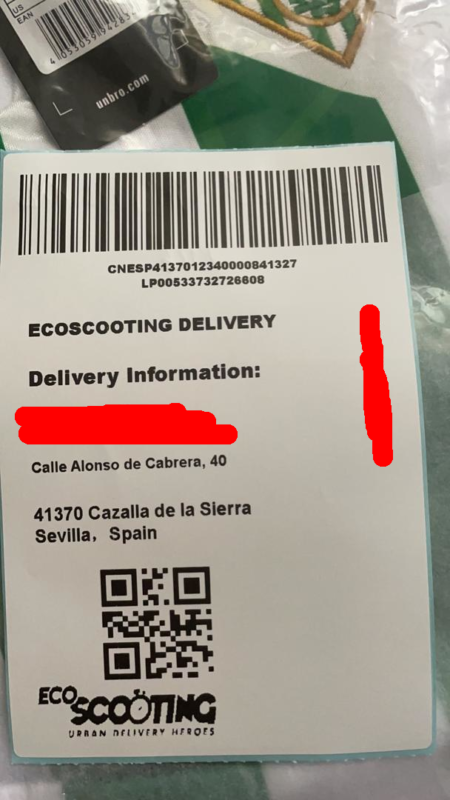 US
EAN
unbro.com
CNESP4137012340000841327
LP00533732726608
ECOSCOOTING DELIVERY
Delivery Information:
Calle Alonso de Cabrera, 40
41370 Cazalla de la Sierra
Sevilla, Spain
ECO
SCOOTING
URBAN DELIVERY HEROES